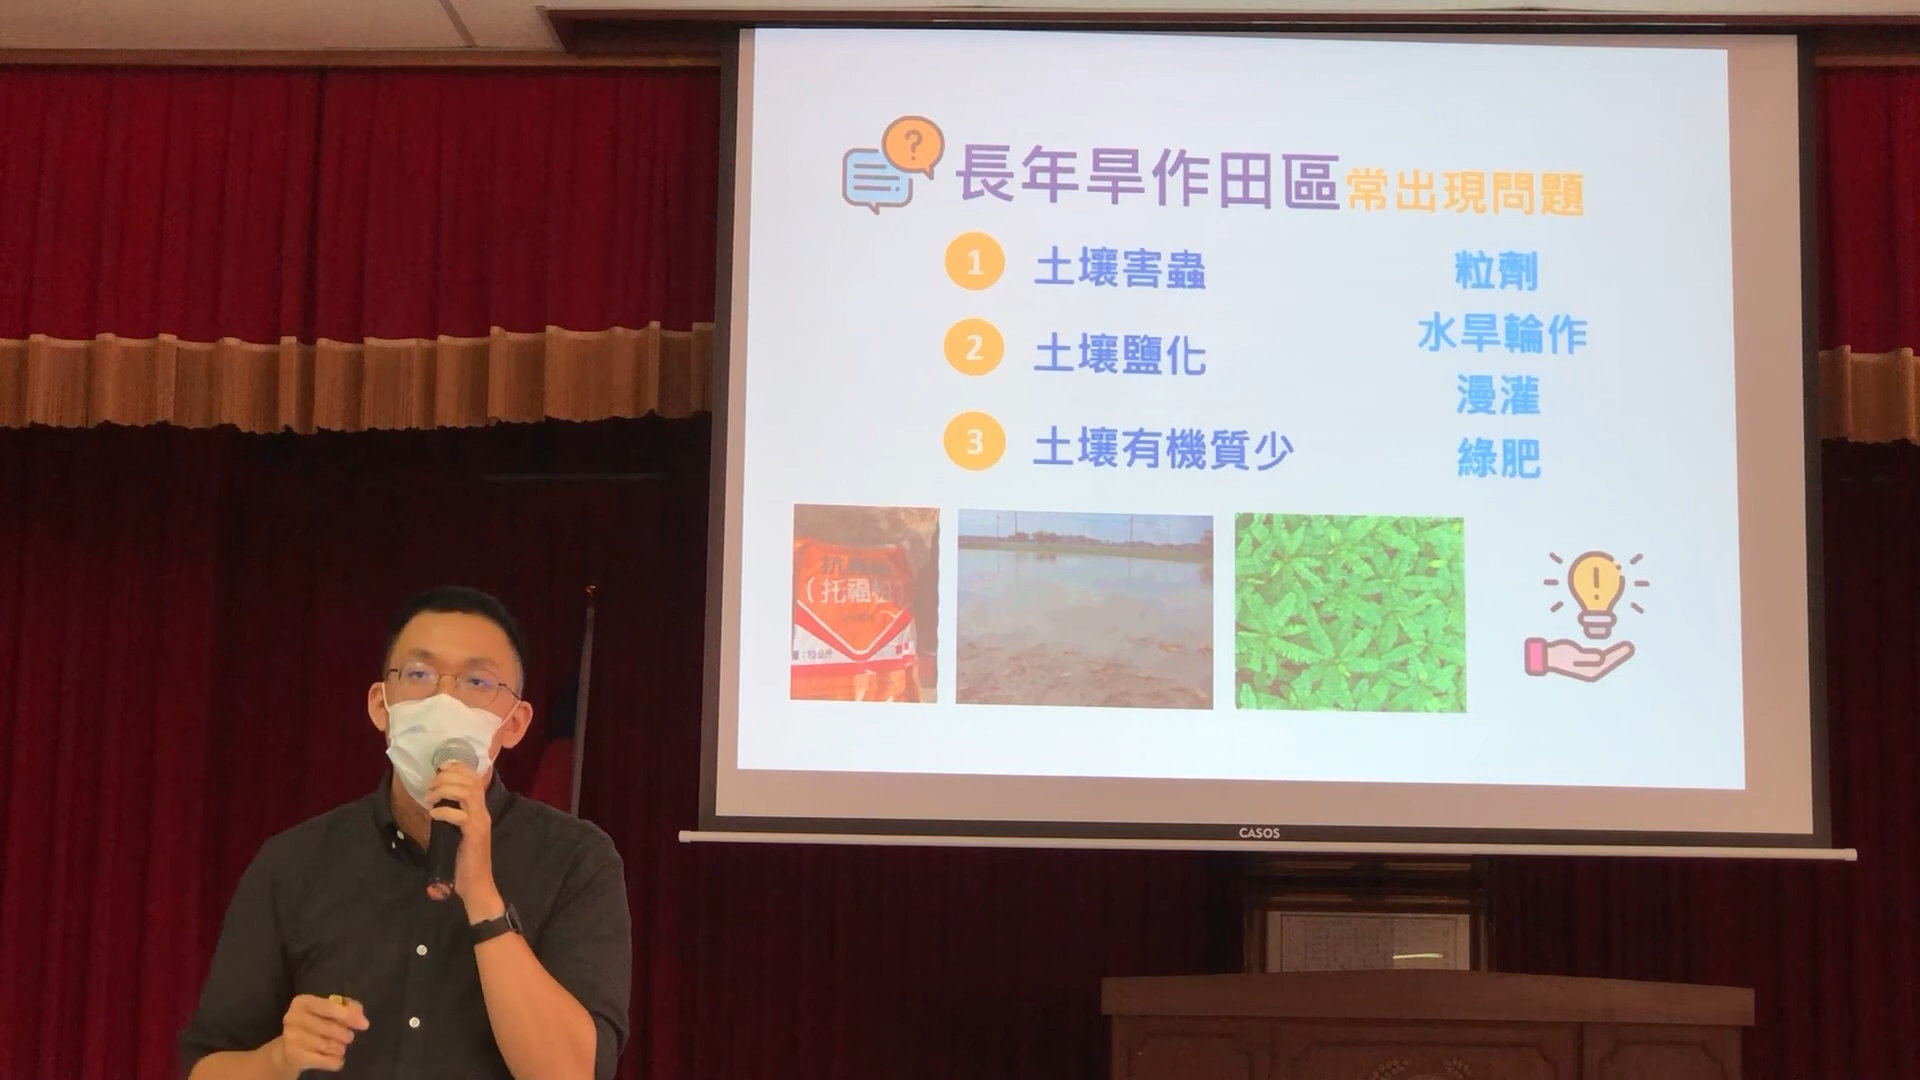 ?
長年旱作田區常出現問題
1 土壤害蟲
粒劑
2 土壤鹽化
水旱輪作
漫灌
3 土壤有機質少
綠肥
(托福松)
CASOS